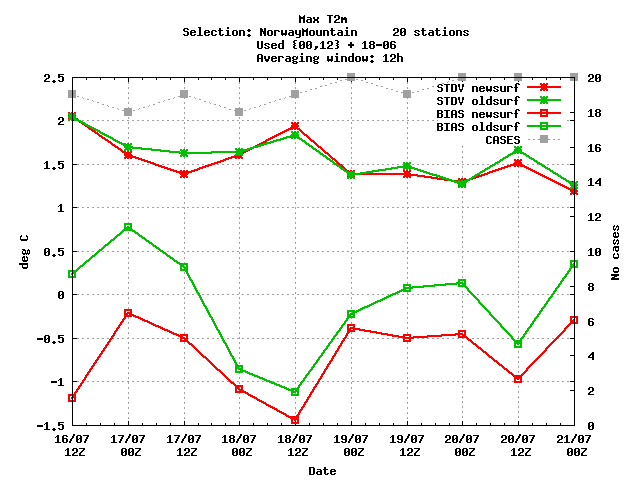 Max T2m
Selection: NorwayMountain     20 stations
Used {00,12} + 18-06
Averaging window: 12h
STDV newsurf
STDV oldsurf
BIAS newsurf
BIAS oldsurf
CASES
2,5
2
1,5
1
0,5
0
-0,5
-1
-1,5
deg C
20
18
16
14
12
10
8
6
4
2
0
No cases
16/07 17/07 17/07 18/07 18/07 19/07 19/07 20/07 20/07 21/07
12Z 00Z 12Z 00Z 12Z 00Z 12Z 00Z 12Z 00Z
Date